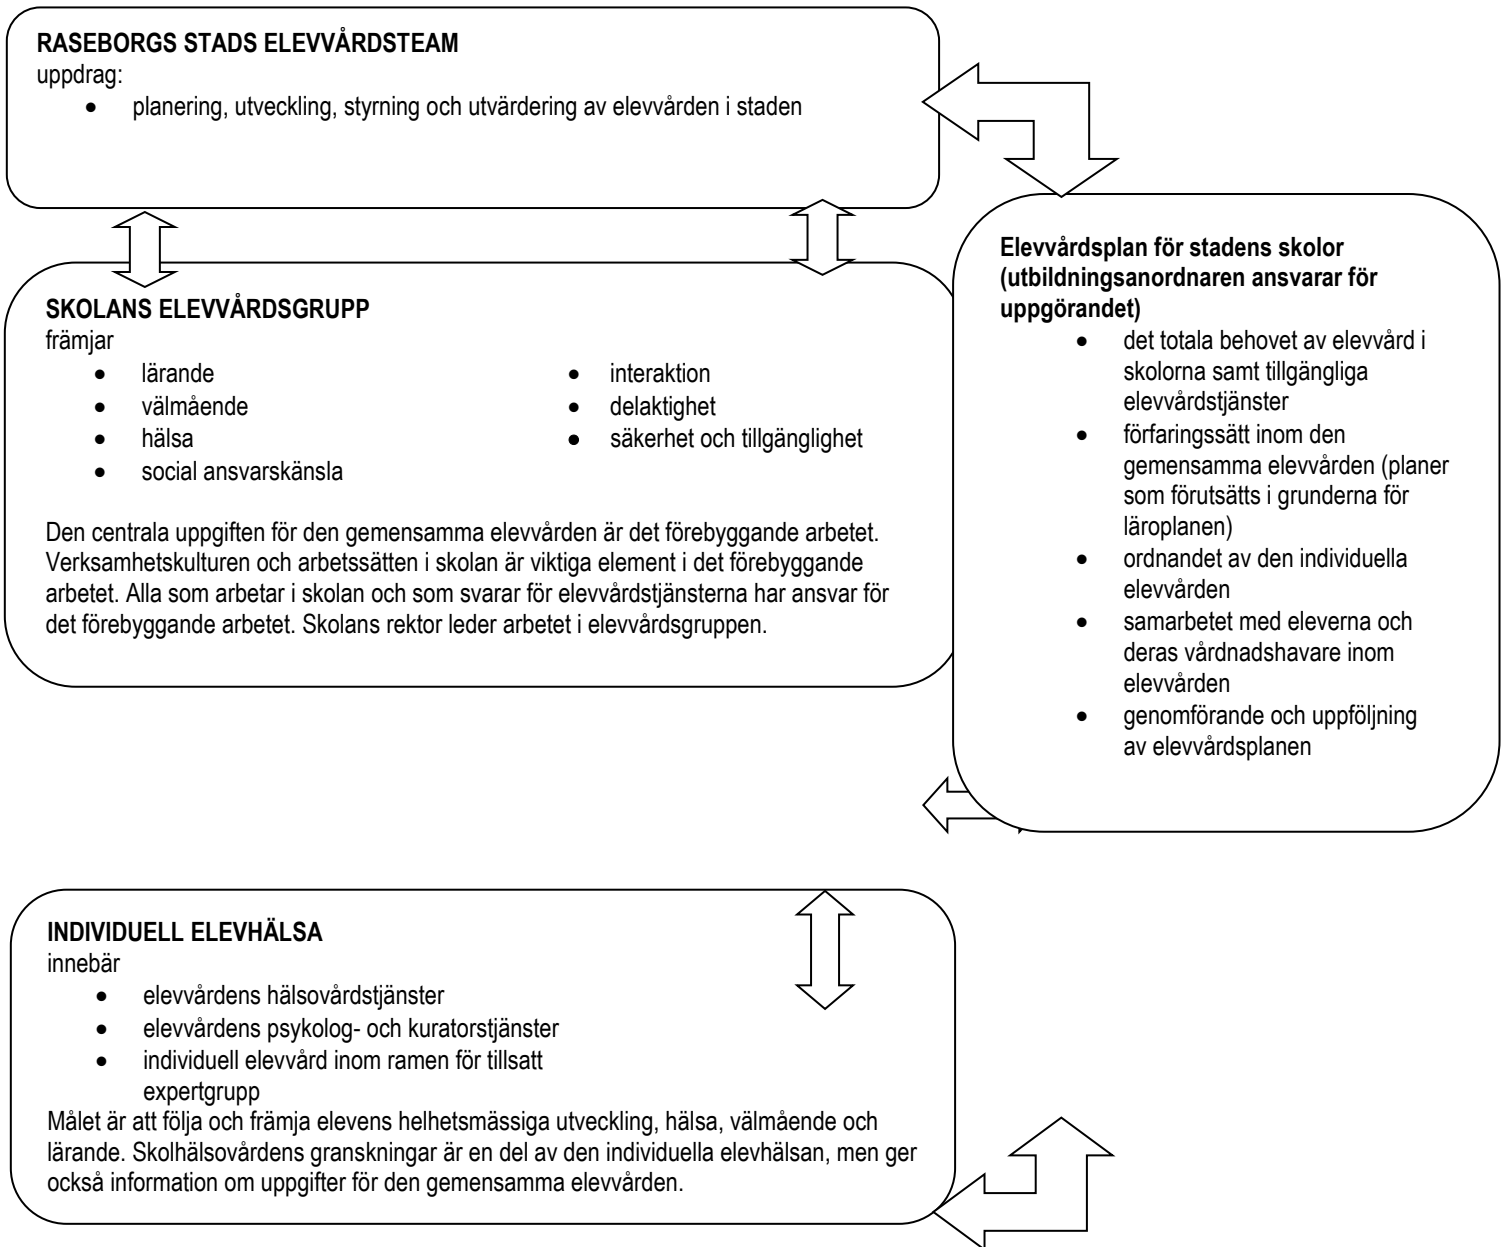 RASEBORGS STADS ELEVVÅRDSTEAM
uppdrag:
• planering, utveckling, styrning och utvärdering av elevvården i staden
SKOLANS ELEVVÅRDSGRUPP
främjar
• lärande
• välmående
• hälsa
• social ansvarskänsla
• interaktion
• delaktighet
• säkerhet och tillgänglighet
Den centrala uppgiften för den gemensamma elevvården är det förebyggande arbetet.
Verksamhetskulturen och arbetssätten i skolan är viktiga element i det förebyggande
arbetet. Alla som arbetar i skolan och som svarar för elevvårdstjänsterna har ansvar för
det förebyggande arbetet. Skolans rektor leder arbetet i elevvårdsgruppen.
Elevvårdsplan för stadens skolor
(utbildningsanordnaren ansvarar för
uppgörandet)
• det totala behovet av elevvård i
skolorna samt tillgängliga
elevvårdstjänster
• förfaringssätt inom den
gemensamma elevvården (planer
som förutsätts i grunderna för
läroplanen)
• ordnandet av den individuella
elevvården
• samarbetet med eleverna och
deras vårdnadshavare inom
elevvården
• genomförande och uppföljning
av elevvårdsplanen
INDIVIDUELL ELEVHÄLSA
innebär
• elevvårdens hälsovårdstjänster
• elevvårdens psykolog- och kuratorstjänster
• individuell elevvård inom ramen för tillsatt
expertgrupp
Målet är att följa och främja elevens helhetsmässiga utveckling, hälsa, välmående och
lärande. Skolhälsovårdens granskningar är en del av den individuella elevhälsan, men ger
också information om uppgifter för den gemensamma elevvården.